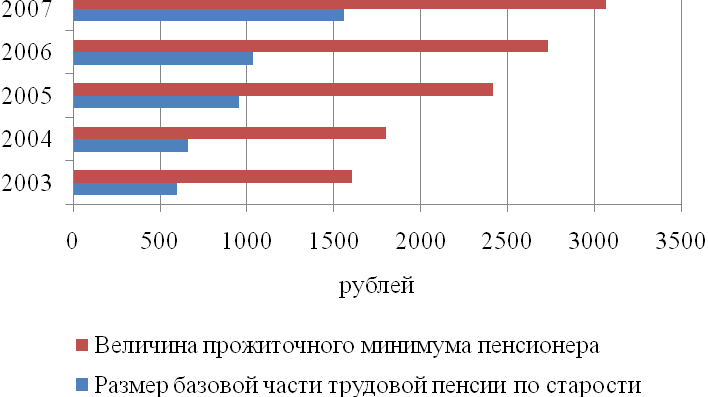 2007
2006
2005
2004
2003
0 500 1000 1500 2000 2500 3000 3500
рублей
Величина прожиточного минимума пенсионера
Размер базовой части трудовой пенсии по старости